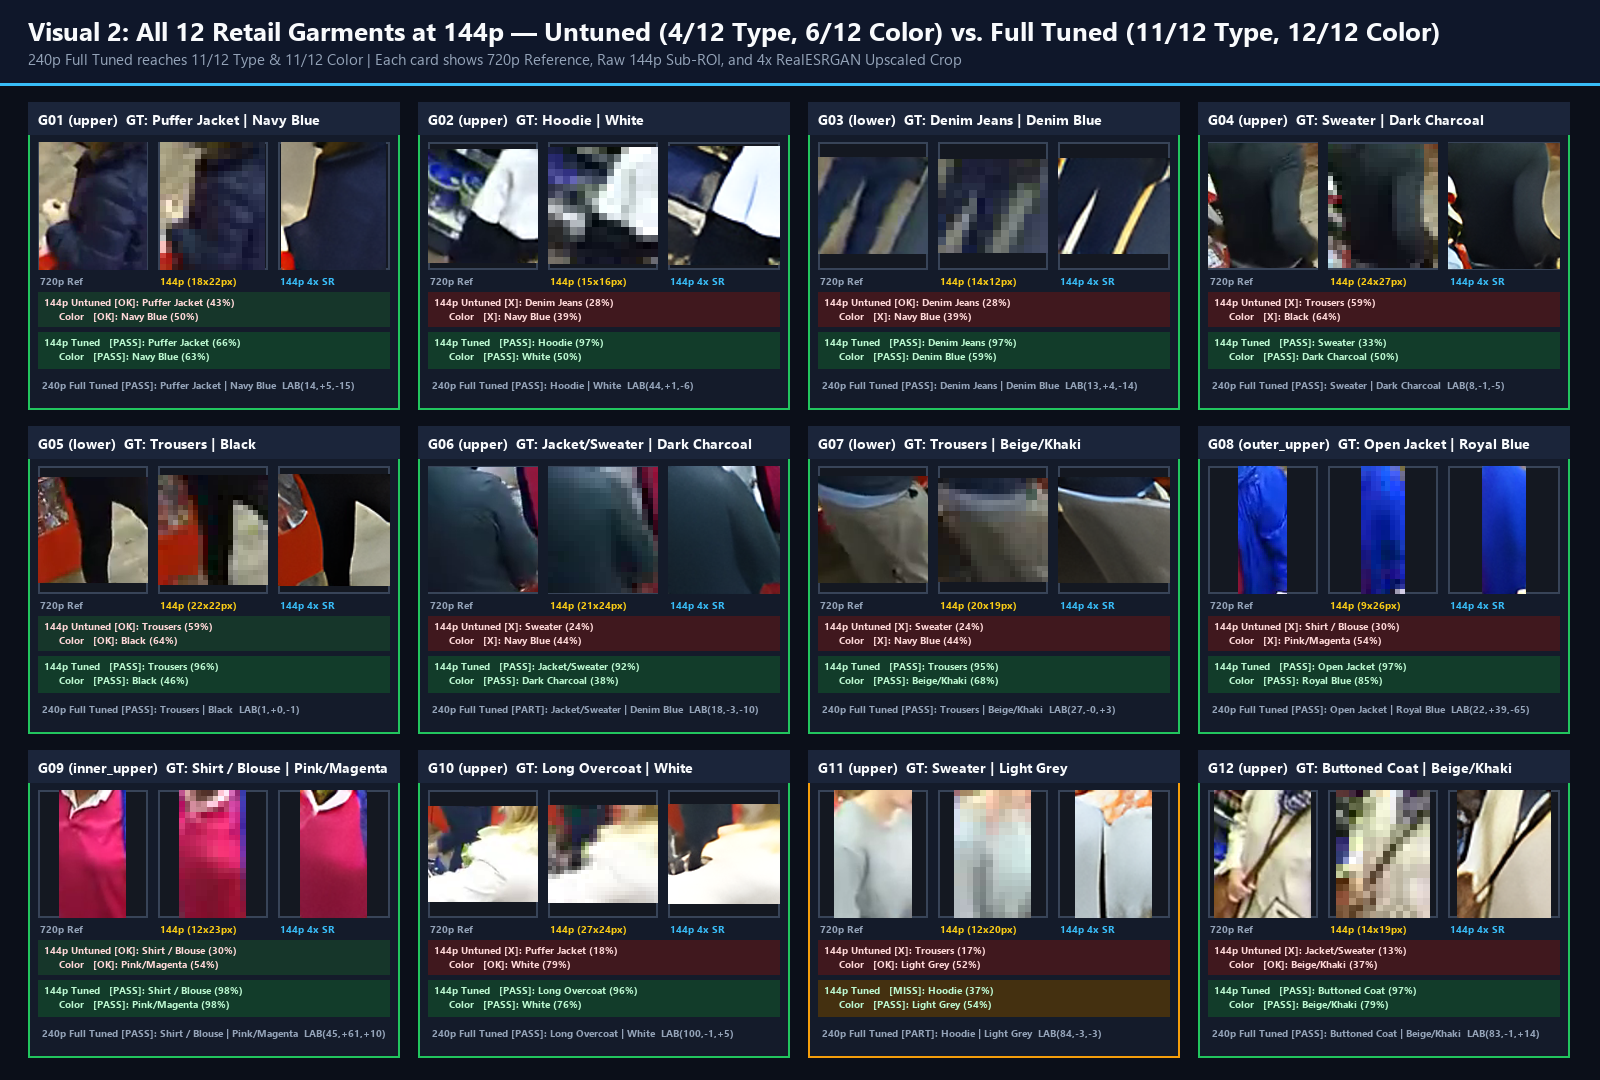 Visual 2: All 12 Retail Garments at 144p — Untuned (4/12 Type, 6/12 Color) vs. Full Tuned (11/12 Type, 12/12 Color)
240p Full Tuned reaches 11/12 Type & 11/12 Color | Each card shows 720p Reference, Raw 144p Sub-ROI, and 4x RealESRGAN Upscaled Crop
G01 (upper)  GT: Puffer Jacket | Navy Blue
720p Ref
144p (18x22px)
144p 4x SR
144p Untuned [OK]: Puffer Jacket (43%)
Color [OK]: Navy Blue (50%)
144p Tuned [PASS]: Puffer Jacket (66%)
Color [PASS]: Navy Blue (63%)
240p Full Tuned [PASS]: Puffer Jacket | Navy Blue LAB(14,+5,-15)
G02 (upper)  GT: Hoodie | White
720p Ref
144p (15x16px)
144p 4x SR
144p Untuned [X]: Denim Jeans (28%)
Color [X]: Navy Blue (39%)
144p Tuned [PASS]: Hoodie (97%)
Color [PASS]: White (50%)
240p Full Tuned [PASS]: Hoodie | White LAB(44,+1,-6)
G03 (lower)  GT: Denim Jeans | Denim Blue
720p Ref
144p (14x12px)
144p 4x SR
144p Untuned [OK]: Denim Jeans (28%)
Color [X]: Navy Blue (39%)
144p Tuned [PASS]: Denim Jeans (97%)
Color [PASS]: Denim Blue (59%)
240p Full Tuned [PASS]: Denim Jeans | Denim Blue LAB(13,+4,-14)
G04 (upper)  GT: Sweater | Dark Charcoal
720p Ref
144p (24x27px)
144p 4x SR
144p Untuned [X]: Trousers (59%)
Color [X]: Black (64%)
144p Tuned [PASS]: Sweater (33%)
Color [PASS]: Dark Charcoal (50%)
240p Full Tuned [PASS]: Sweater | Dark Charcoal LAB(8,-1,-5)
G05 (lower)  GT: Trousers | Black
720p Ref
144p (22x22px)
144p 4x SR
144p Untuned [OK]: Trousers (59%)
Color [OK]: Black (64%)
144p Tuned [PASS]: Trousers (96%)
Color [PASS]: Black (46%)
240p Full Tuned [PASS]: Trousers | Black LAB(1,+0,-1)
G06 (upper)  GT: Jacket/Sweater | Dark Charcoal
720p Ref
144p (21x24px)
144p 4x SR
144p Untuned [X]: Sweater (24%)
Color [X]: Navy Blue (44%)
144p Tuned [PASS]: Jacket/Sweater (92%)
Color [PASS]: Dark Charcoal (38%)
240p Full Tuned [PART]: Jacket/Sweater | Denim Blue LAB(18,-3,-10)
G07 (lower)  GT: Trousers | Beige/Khaki
720p Ref
144p (20x19px)
144p 4x SR
144p Untuned [X]: Sweater (24%)
Color [X]: Navy Blue (44%)
144p Tuned [PASS]: Trousers (95%)
Color [PASS]: Beige/Khaki (68%)
240p Full Tuned [PASS]: Trousers | Beige/Khaki LAB(27,-0,+3)
G08 (outer_upper)  GT: Open Jacket | Royal Blue
720p Ref
144p (9x26px)
144p 4x SR
144p Untuned [X]: Shirt / Blouse (30%)
Color [X]: Pink/Magenta (54%)
144p Tuned [PASS]: Open Jacket (97%)
Color [PASS]: Royal Blue (85%)
240p Full Tuned [PASS]: Open Jacket | Royal Blue LAB(22,+39,-65)
G09 (inner_upper)  GT: Shirt / Blouse | Pink/Magenta
720p Ref
144p (12x23px)
144p 4x SR
144p Untuned [OK]: Shirt / Blouse (30%)
Color [OK]: Pink/Magenta (54%)
144p Tuned [PASS]: Shirt / Blouse (98%)
Color [PASS]: Pink/Magenta (98%)
240p Full Tuned [PASS]: Shirt / Blouse | Pink/Magenta LAB(45,+61,+10)
G10 (upper)  GT: Long Overcoat | White
720p Ref
144p (27x24px)
144p 4x SR
144p Untuned [X]: Puffer Jacket (18%)
Color [OK]: White (79%)
144p Tuned [PASS]: Long Overcoat (96%)
Color [PASS]: White (76%)
240p Full Tuned [PASS]: Long Overcoat | White LAB(100,-1,+5)
G11 (upper)  GT: Sweater | Light Grey
720p Ref
144p (12x20px)
144p 4x SR
144p Untuned [X]: Trousers (17%)
Color [OK]: Light Grey (52%)
144p Tuned [MISS]: Hoodie (37%)
Color [PASS]: Light Grey (54%)
240p Full Tuned [PART]: Hoodie | Light Grey LAB(84,-3,-3)
G12 (upper)  GT: Buttoned Coat | Beige/Khaki
720p Ref
144p (14x19px)
144p 4x SR
144p Untuned [X]: Jacket/Sweater (13%)
Color [OK]: Beige/Khaki (37%)
144p Tuned [PASS]: Buttoned Coat (97%)
Color [PASS]: Beige/Khaki (79%)
240p Full Tuned [PASS]: Buttoned Coat | Beige/Khaki LAB(83,-1,+14)